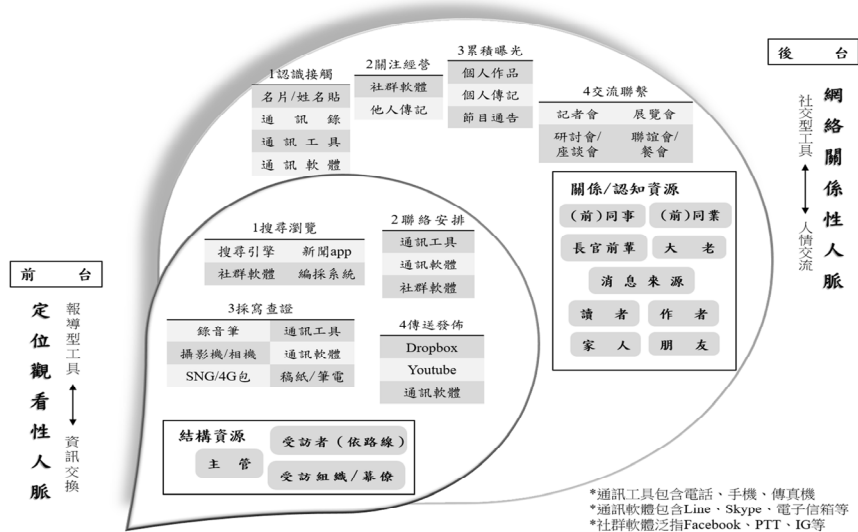 後 台
網絡關係性人脈
社交型工具
人情交流
1認識接觸
名片/姓名貼
通訊錄
通訊工具
通訊軟體
2關注經營
社群軟體
他人傳記
3累積曝光
個人作品
個人傳記
節目通告
4交流聯繫
記者會 展覽會
研討會/ 聯誼會/
座談會 餐會
關係/認知資源
(前)同事 (前)同業
長官前輩 大老
消息來源
讀者 作者
家人 朋友
前 台
定位觀看性人脈
報導型工具
資訊交換
1搜尋瀏覽
搜尋引擎 新聞app
社群軟體 編採系統
2聯絡安排
通訊工具
通訊軟體
社群軟體
3採寫查證
錄音筆 通訊工具
攝影機/相機 通訊軟體
SNG/4G包 稿紙/筆電
4傳送發佈
Dropbox
Youtube
通訊軟體
結構資源
主管
受訪者(依路線)
受訪組織/幕僚
*通訊工具包含電話、手機、傳真機
*通訊軟體包含Line、Skype、電子信箱等
*社群軟體泛指Facebook、PTT、IG等